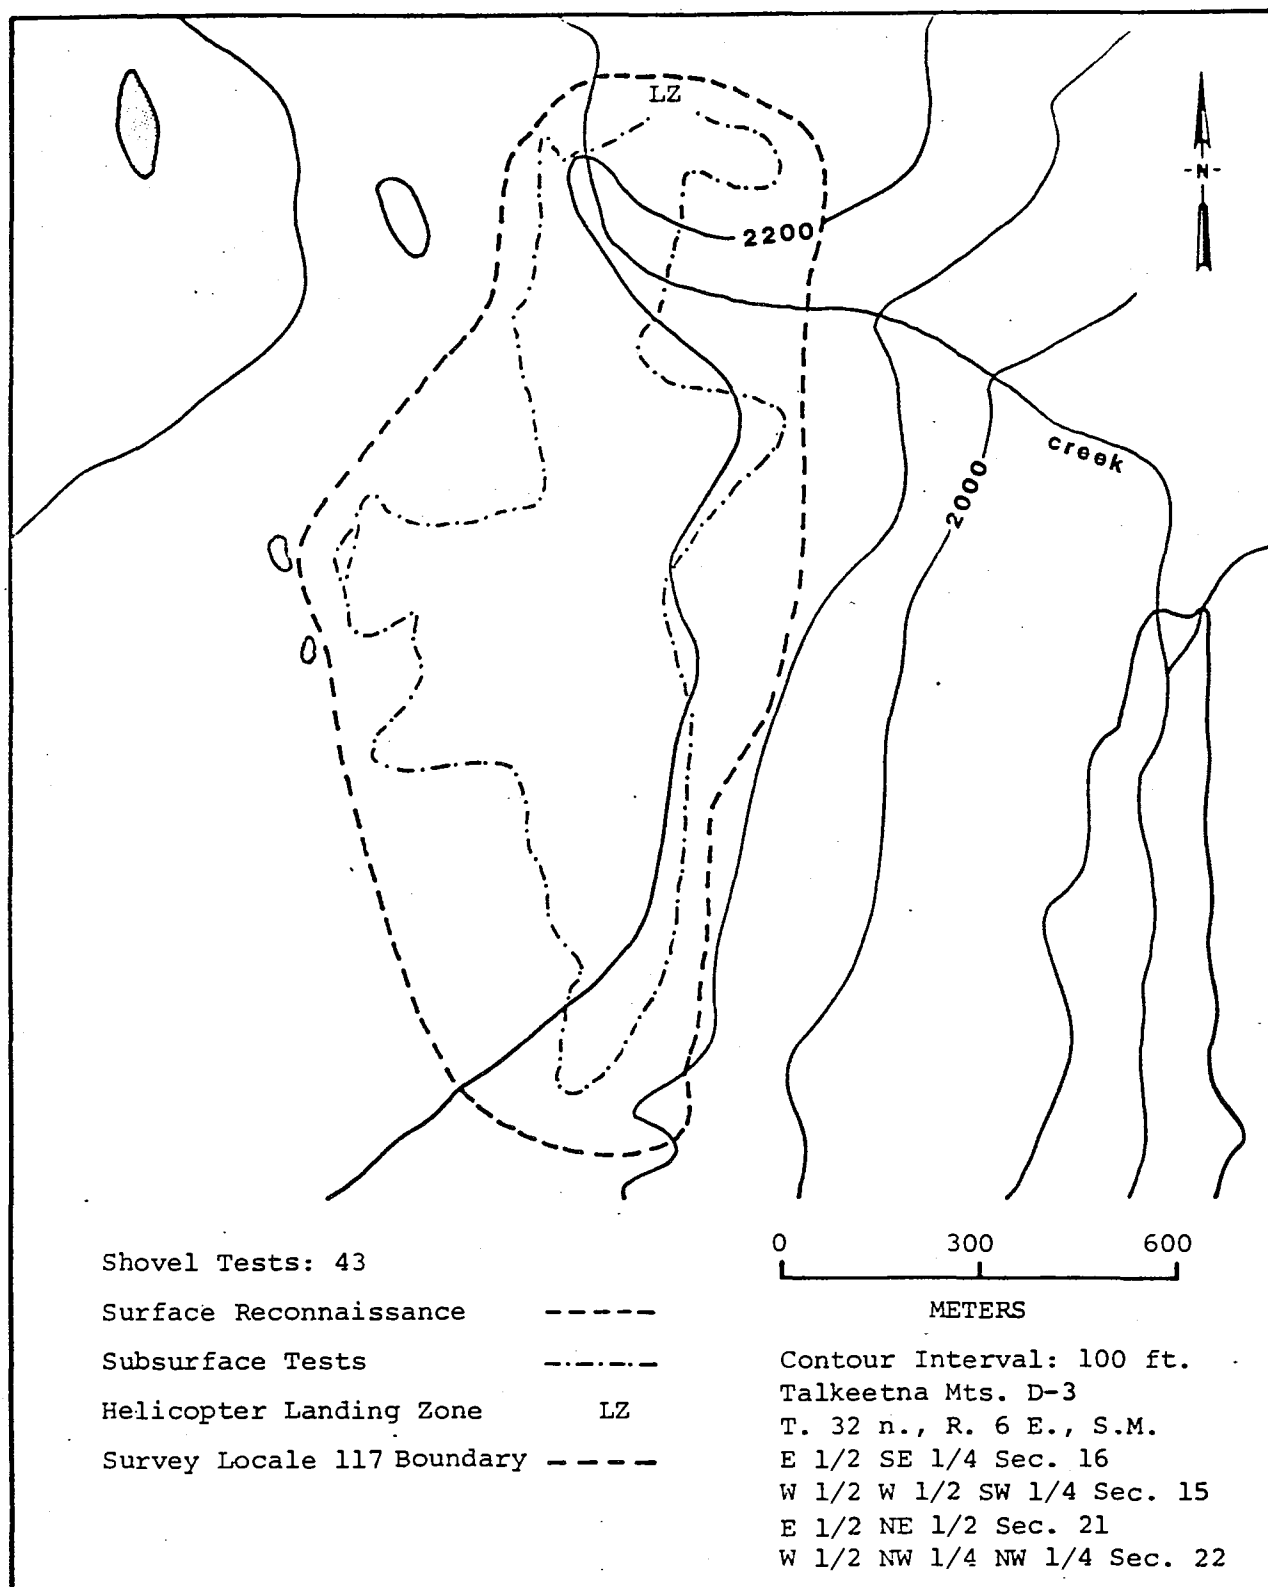 LZ
-N-
2200
creek
2000
Shovel Tests: 43
Surface Reconnaissance
Subsurface Tests
Helicopter Landing Zone LZ
Survey Locale 117 Boundary
0 300 600
METERS
Contour Interval: 100 ft.
Talkeetna Mts. D-3
T. 32 n., R. 6 E., S.M.
E 1/2 SE 1/4 Sec. 16
W 1/2 W 1/2 SW 1/4 Sec. 15
E 1/2 NE 1/2 Sec. 21
W 1/2 NW 1/4 NW 1/4 Sec. 22